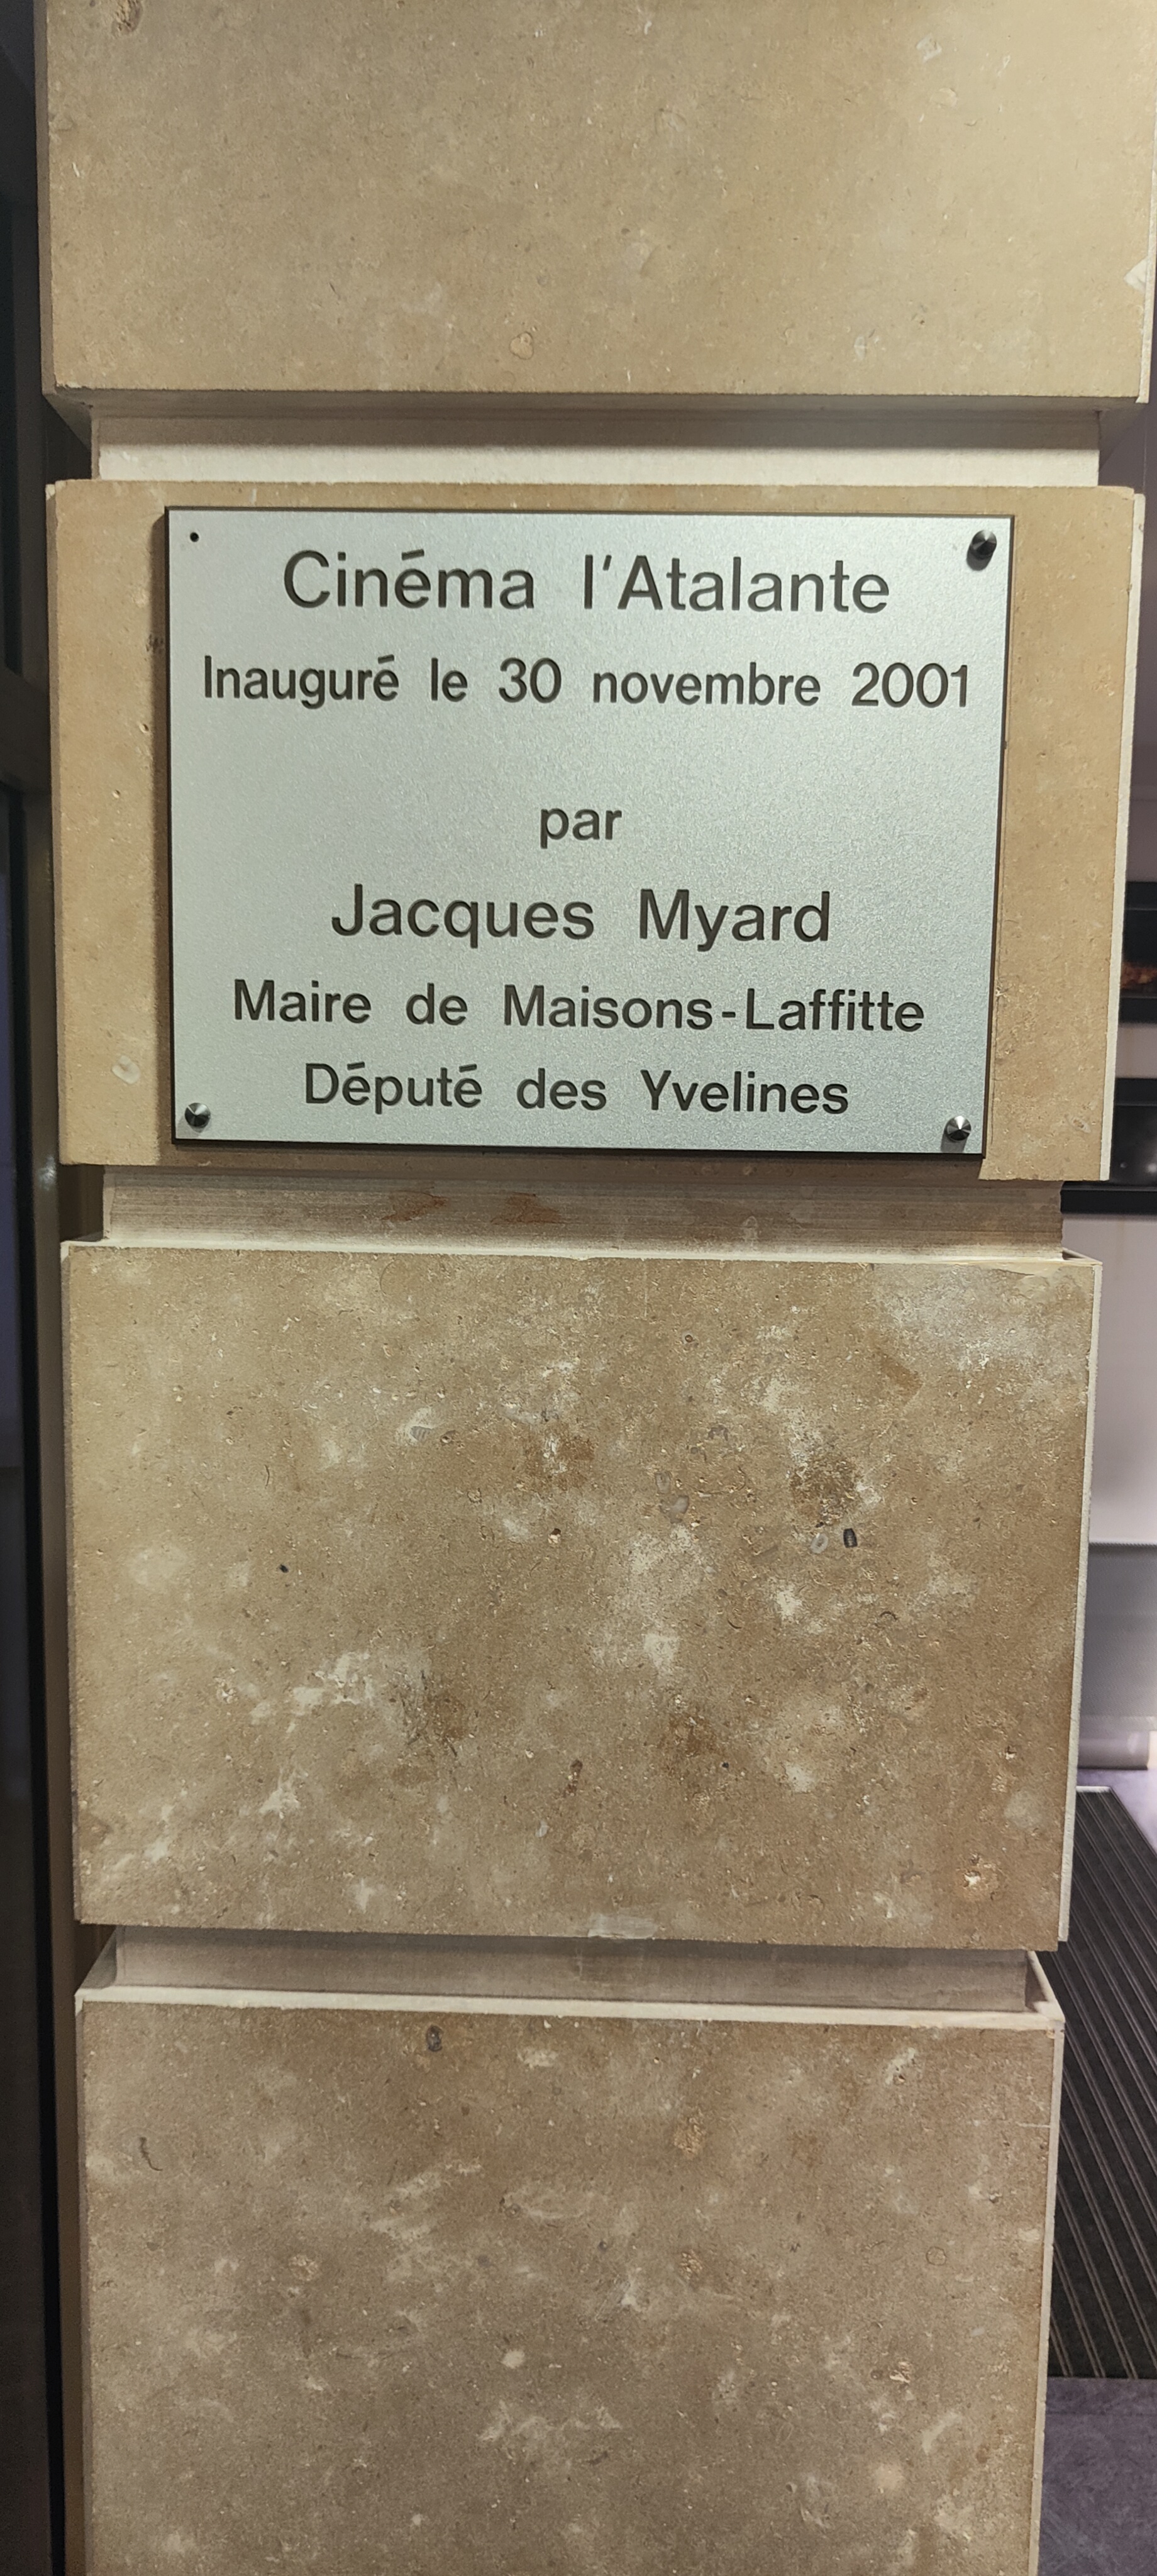 Cinéma l'Atalante
Inauguré le 30 novembre 2001
par
Jacques Myard
Maire de Maisons-Laffitte
Député des Yvelines